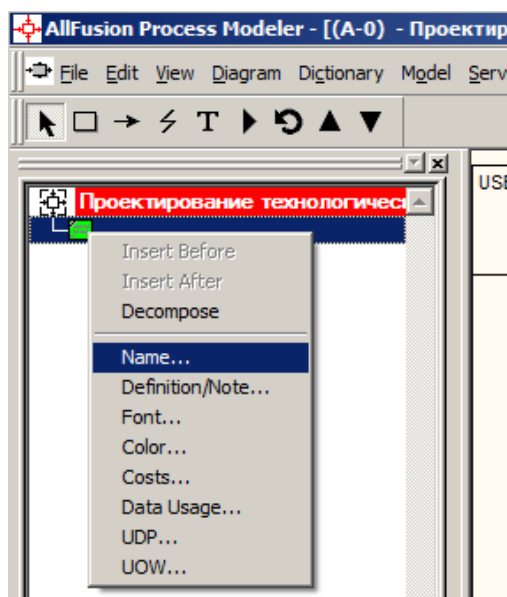 AllFusion Process Modeler - [(A-0) - Проектир
File Edit View Diagram Dictionary Model Serv
T
USE
Проектирование технологичес
Insert Before
Insert After
Decompose
Name...
Definition/Note...
Font...
Color...
Costs...
Data Usage...
UDP...
UOW...